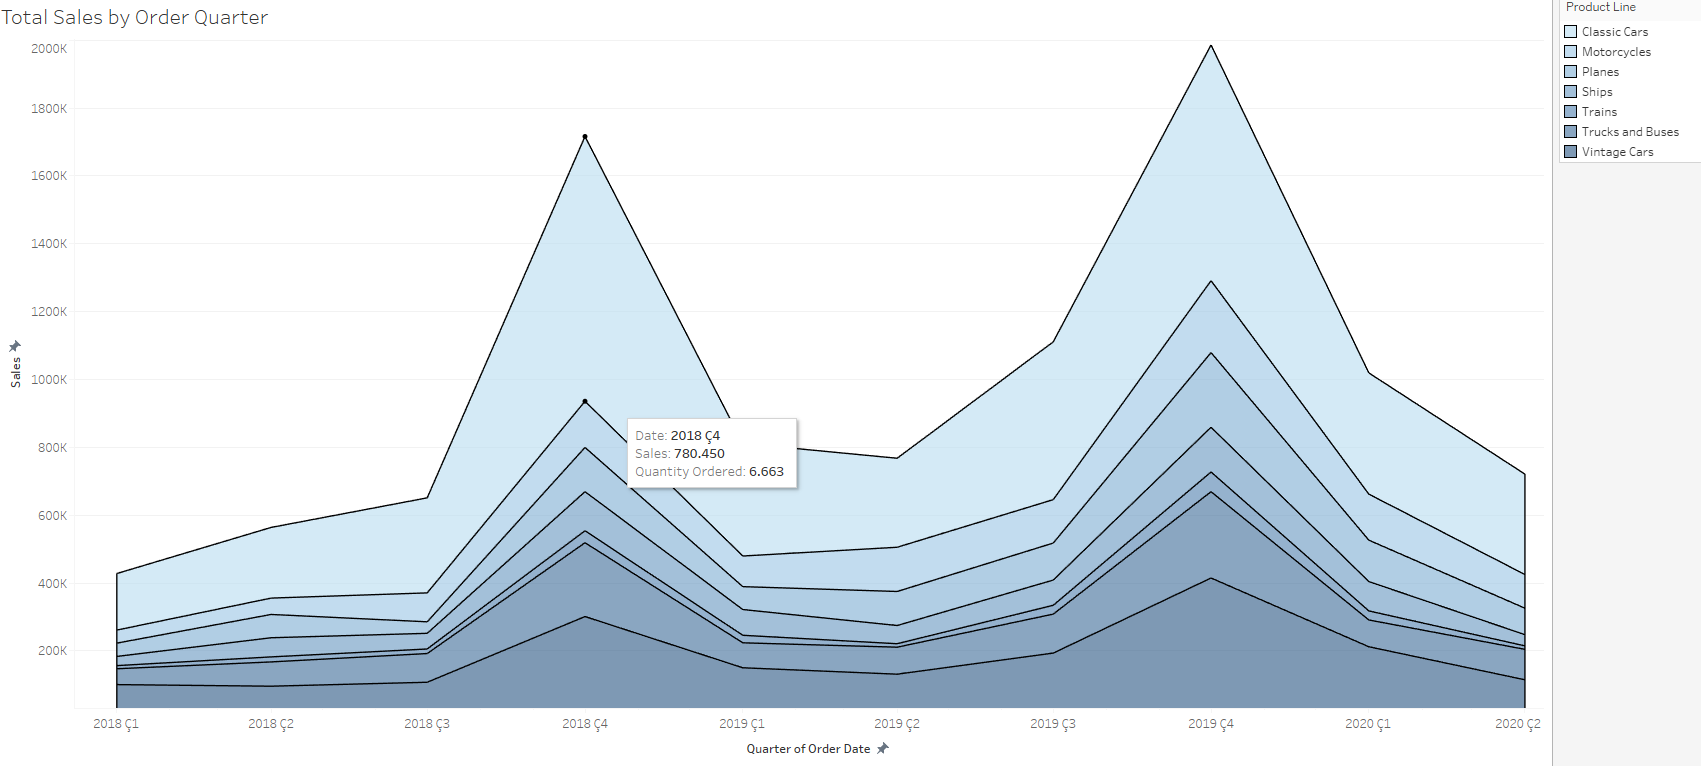 Total Sales by Order Quarter
2000K
1800K
1600K
1400K
1200K
1000K
800K
600K
400K
200K
Sales
Date: 2018 Ç4
Sales: 780.450
Quantity Ordered: 6.663
2018 Ç1 2018 Ç2 2018 Ç3 2018 Ç4 2019 Ç1 2019 Ç2 2019 Ç3 2019 Ç4 2020 Ç1 2020 Ç2
Quarter of Order Date
Product Line
Classic Cars
Motorcycles
Planes
Ships
Trains
Trucks and Buses
Vintage Cars